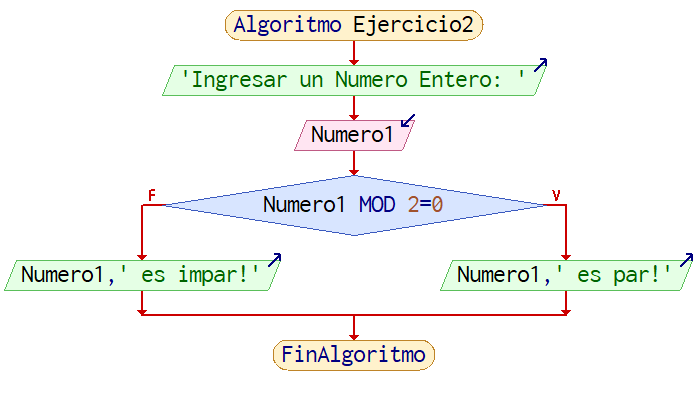 Algoritmo Ejercicio2
'Ingresar un Numero Entero: '
Numero1
F
V
Numero1 MOD 2=0
Numero1,' es impar!'
Numero1,' es par!'
FinAlgoritmo